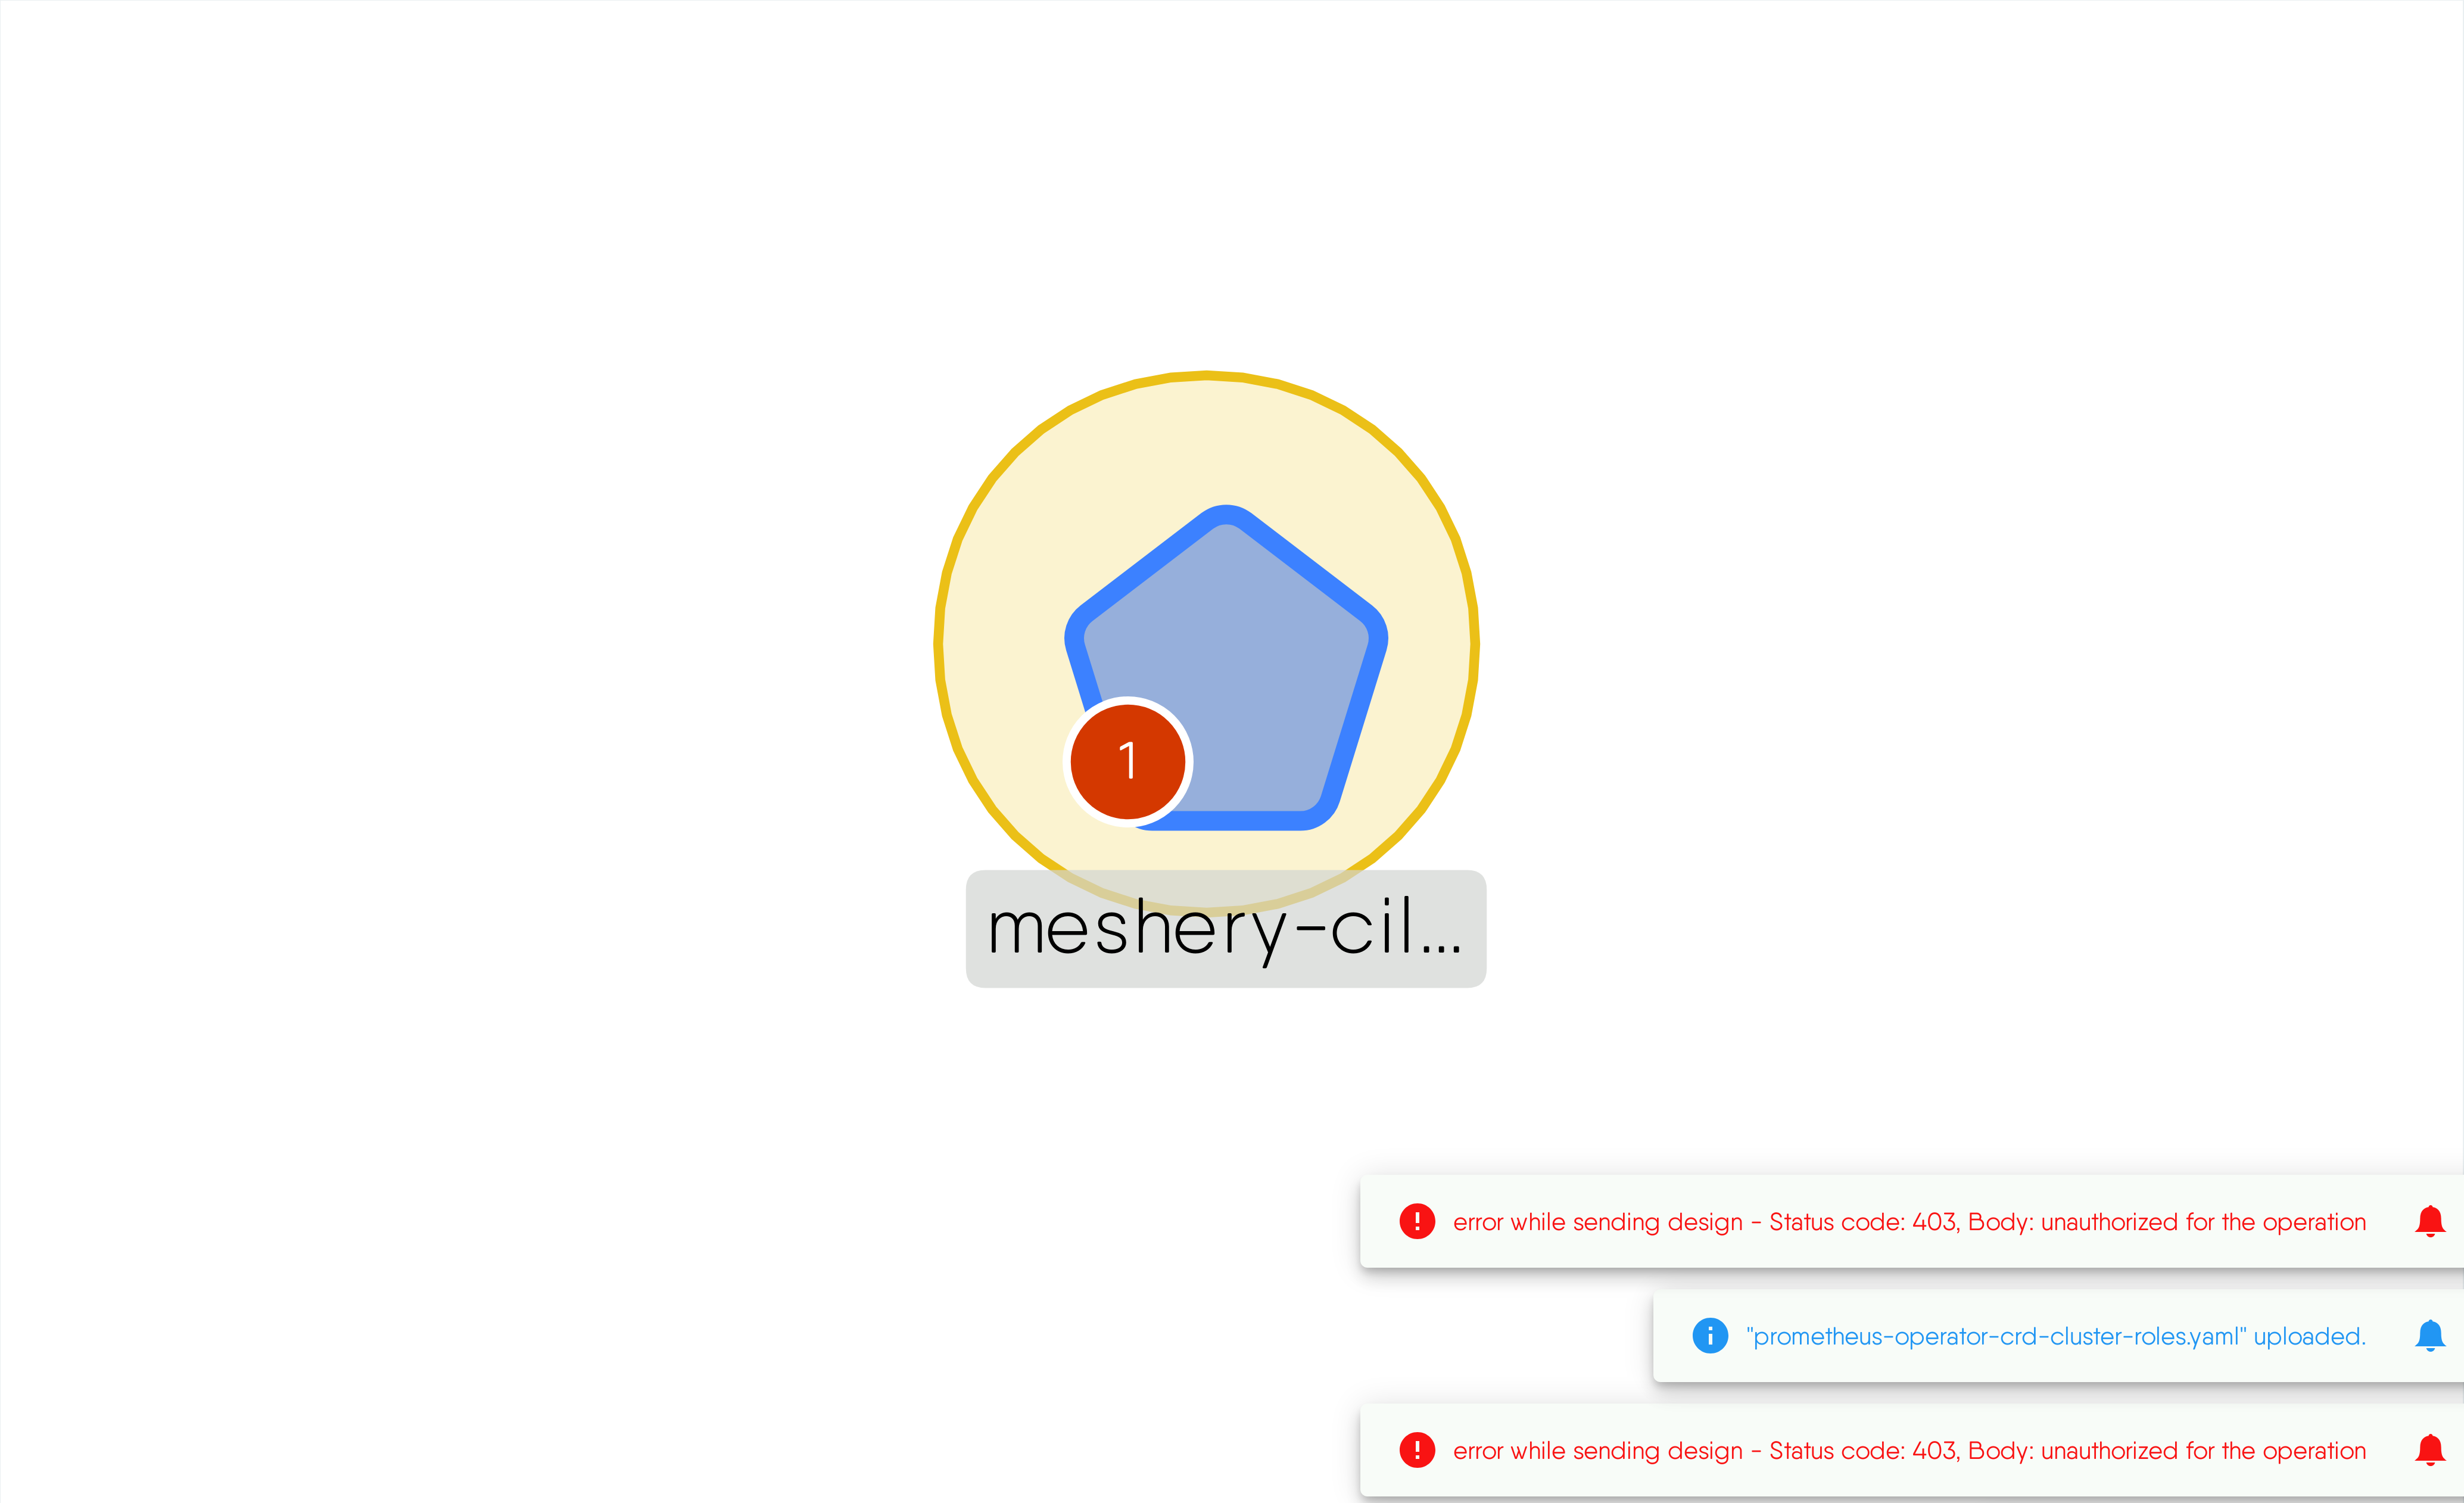 1
meshery-cil...
error while sending design - Status code: 403, Body: unauthorized for the operation
"prometheus-operator-crd-cluster-roles.yaml" uploaded.
error while sending design - Status code: 403, Body: unauthorized for the operation